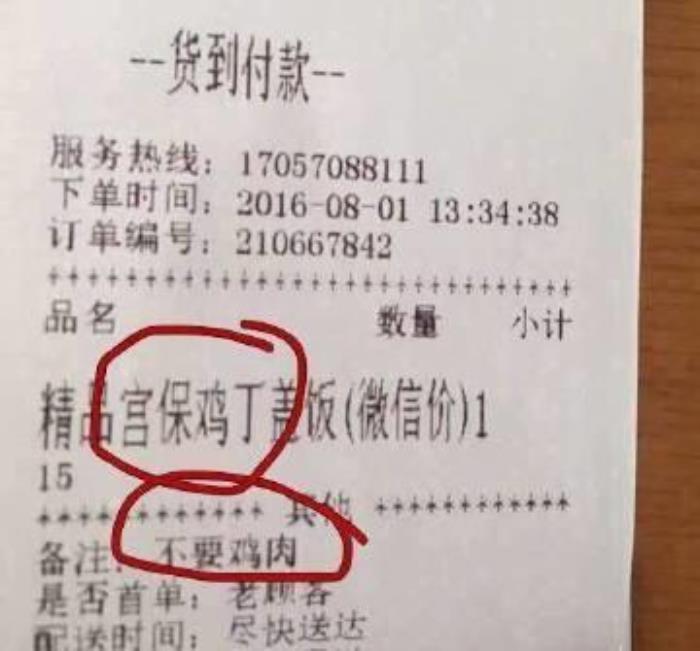 --货到付款--
服务热线：17057088111
下单时间：2016-08-01 13:34:38
订单编号：210667842
++++++++++++++++++++++++++++++++
品名 数量 小计
精品宫保鸡丁盖饭(微信价)1
15
++++++++++++ 其他 ++++++++++++
备注：不要鸡肉
是否首单：老顾客
配送时间：尽快送达